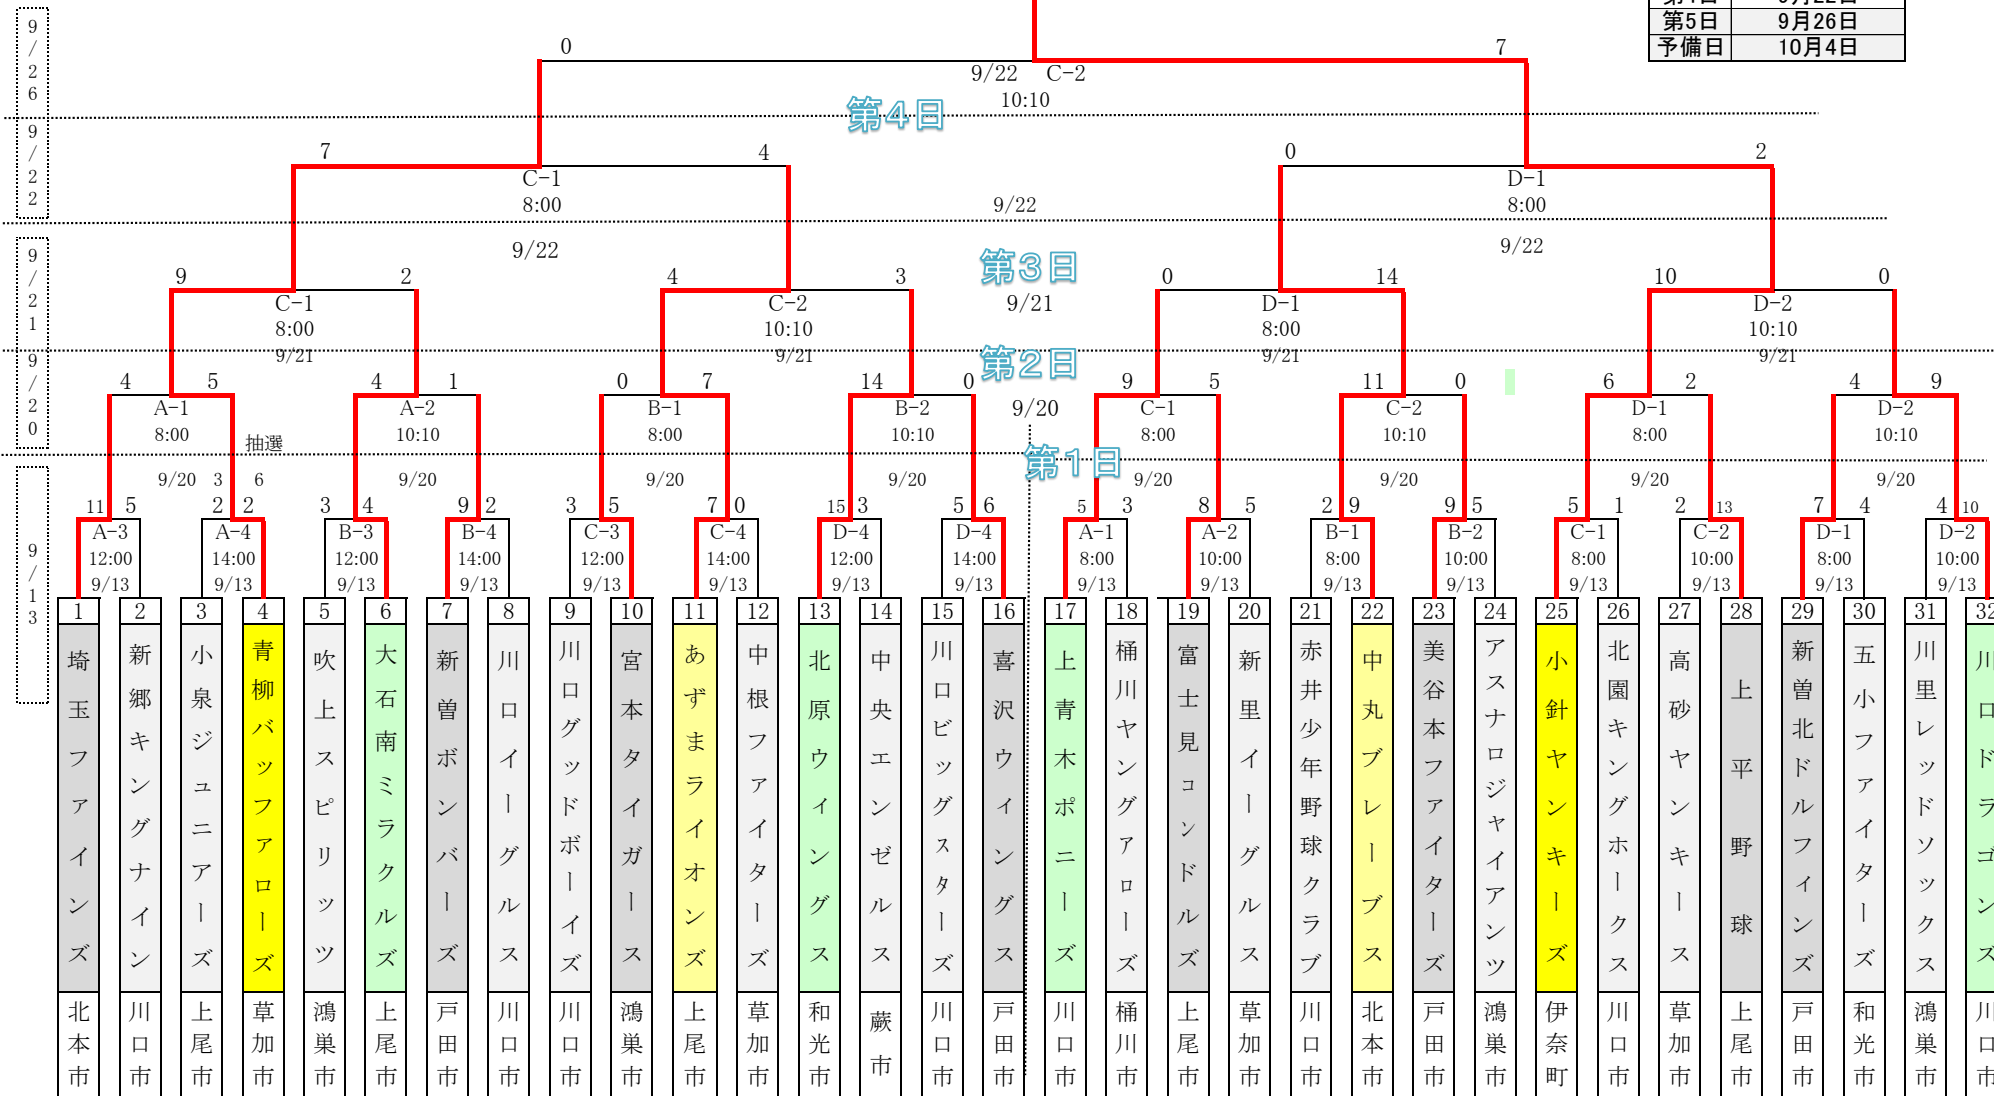 第4日 9月22日
第5日 9月26日
予備日 10月4日
9/26
0 7
9/22 C-2
10:10
第4日
9/22
7 4 0 2
C-1 D-1
8:00 9/22 8:00
9/22 9/22
第3日
9/21
9 2 4 3 0 14 10 0
C-1 C-2 9/21 D-1 D-2
8:00 10:10 8:00 10:10
9/21 9/21 9/21 9/21
第2日
9/20
4 5 4 1 0 7 14 0 9 5 11 0 6 2 4 9
A-1 A-2 B-1 B-2 9/20 C-1 C-2 D-1 D-2
8:00 10:10 8:00 10:10 8:00 10:10 8:00 10:10
抽選
第1日
9/20 3 6 9/20 9/20 9/20 9/20 9/20 9/20 9/20
11 5 2 2 3 4 9 2 3 5 7 0 15 3 5 6 5 3 8 5 2 9 9 5 5 1 2 13 7 4 4 10
A-3 A-4 B-3 B-4 C-3 C-4 D-4 D-4 A-1 A-2 B-1 B-2 C-1 C-2 D-1 D-2
12:00 14:00 12:00 14:00 12:00 14:00 12:00 14:00 8:00 10:00 8:00 10:00 8:00 10:00 8:00 10:00
9/13 9/13 9/13 9/13 9/13 9/13 9/13 9/13 9/13 9/13 9/13 9/13 9/13 9/13 9/13
9/13
1 埼玉ファインズ 北本市
2 新郷キングナイン 川口市
3 小泉ジュニアーズ 上尾市
4 青柳バッファローズ 草加市
5 吹上スピリッツ 鴻巣市
6 大石南ミラクルズ 上尾市
7 新曽ボンバーズ 戸田市
8 川口イーグルス 川口市
9 川口グッドボーイズ 川口市
10 宮本タイガース 鴻巣市
11 あずまライオンズ 上尾市
12 中根ファイターズ 草加市
13 北原ウィングス 和光市
14 中央エンゼルス 蕨市
15 川口ビッグスターズ 川口市
16 喜沢ウィングス 戸田市
17 上青木ポニーズ 川口市
18 桶川ヤングアローズ 桶川市
19 富士見コンドルズ 上尾市
20 新里イーグルス 草加市
21 赤井少年野球クラブ 川口市
22 中丸ブレーブス 北本市
23 美谷本ファイターズ 戸田市
24 アスナロジャイアンツ 鴻巣市
25 小針ヤンキーズ 伊奈町
26 北園キングホークス 川口市
27 高砂ヤンキース 草加市
28 上平野球 上尾市
29 新曽北ドルフィンズ 戸田市
30 五小ファイターズ 和光市
31 川里レッドソックス 鴻巣市
32 川口ドラゴンズ 川口市